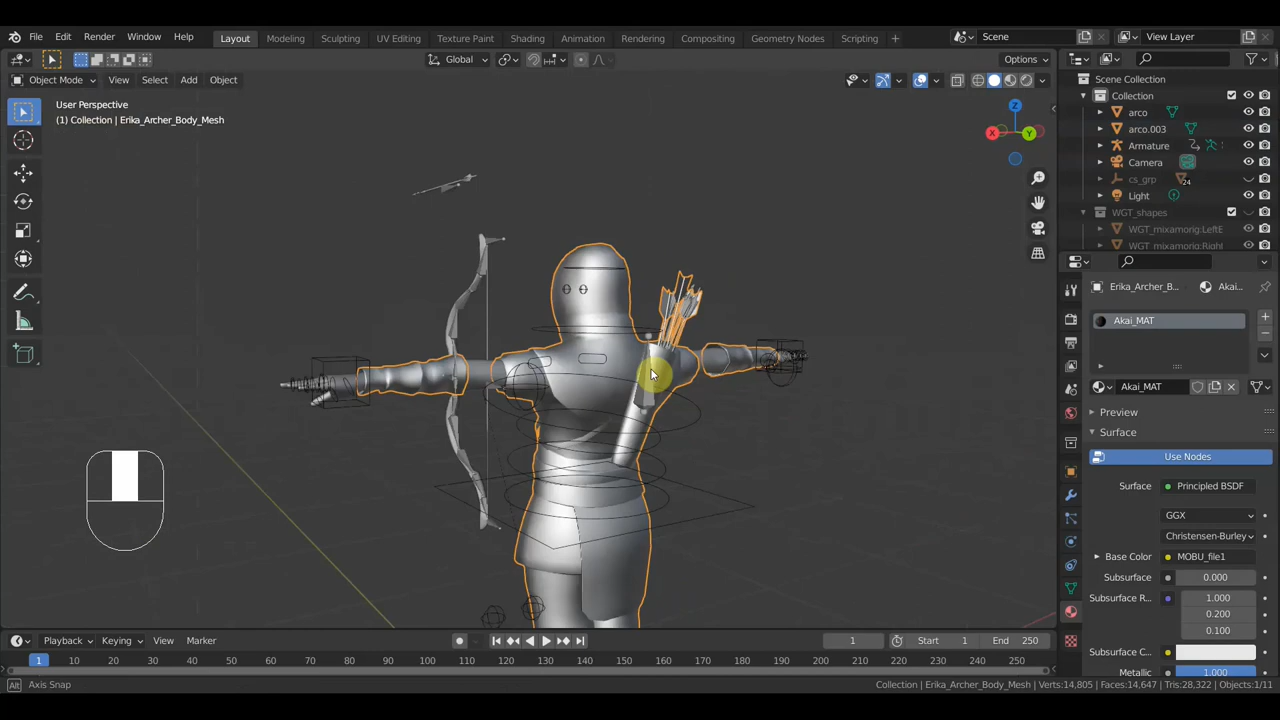 File Edit Render Window Help Layout Modeling Sculpting UV Editing Texture Paint Shading Animation Rendering Compositing Geometry Nodes Scripting + Scene View Layer
Global Options
Object Mode View Select Add Object
User Perspective
(1) Collection | Erika_Archer_Body_Mesh
Z
X
Y
Scene Collection
Collection
arco
arco.003
Armature
Camera
cs_grp 24
Light
WGT_shapes
WGT_mixamorig:LeftE
WGT_mixamorig:Right
Erika_Archer_B... Akai...
Akai_MAT
Akai_MAT
Preview
Surface
Use Nodes
Surface Principled BSDF
GGX
Christensen-Burley
Base Color MOBU_file1
Subsurface 0.000
Subsurface R... 1.000
0.200
0.100
Subsurface C...
Metallic 1.000
Playback Keying View Marker 1 Start 1 End 250
1 10 20 30 40 50 60 70 80 90 100 110 120 130 140 150 160 170 180 190 200 210 220 230 240 250
Alt Axis Snap Collection | Erika_Archer_Body_Mesh | Verts:14,805 | Faces:14,647 | Tris:28,322 | Objects:1/11